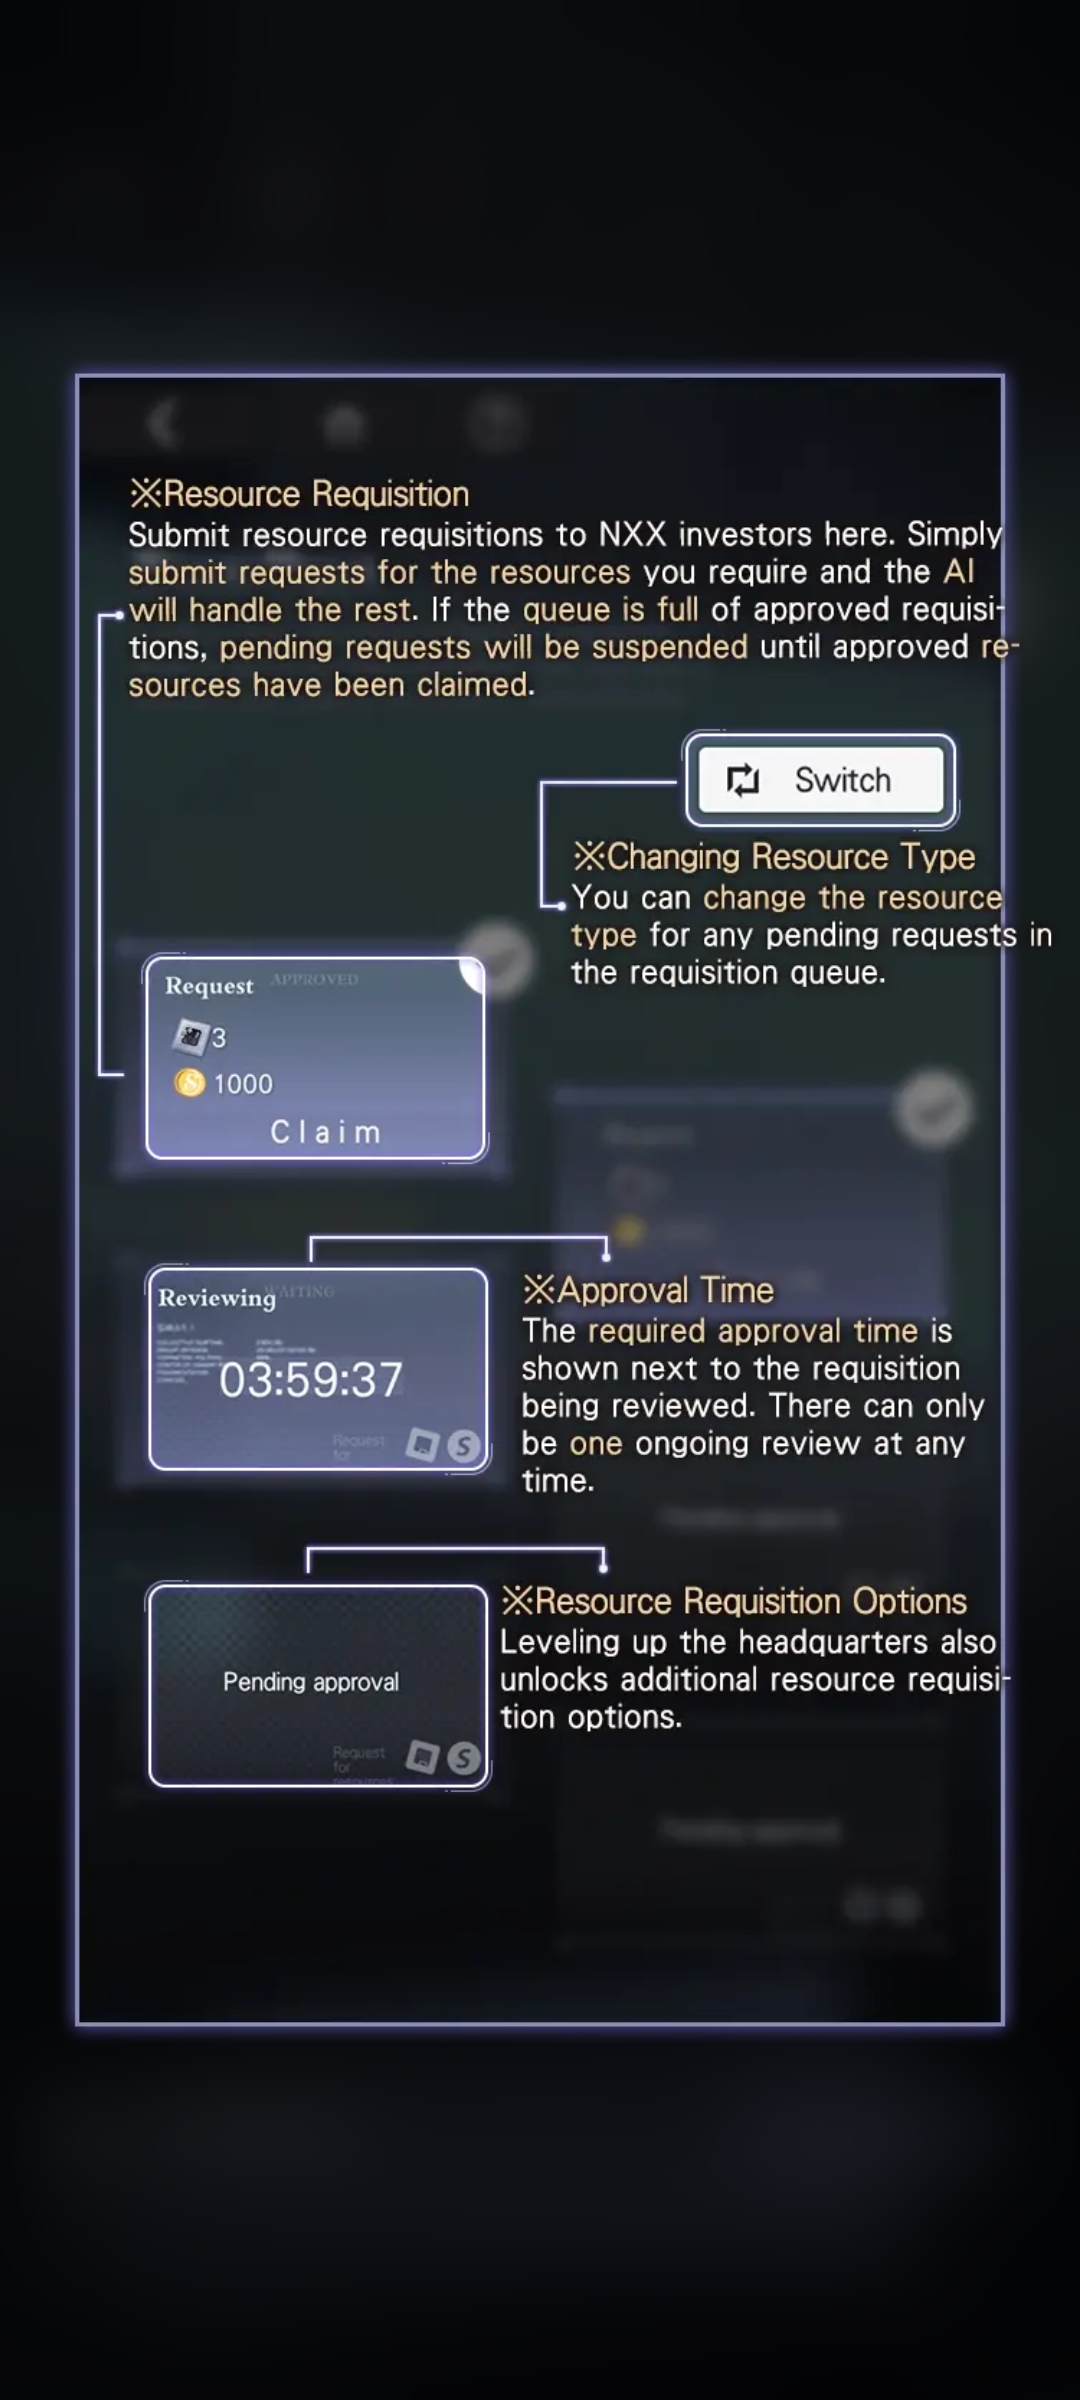 ※Resource Requisition
Submit resource requisitions to NXX investors here. Simply
submit requests for the resources you require and the AI
will handle the rest. If the queue is full of approved requisi-
tions, pending requests will be suspended until approved re-
sources have been claimed.
Switch
※Changing Resource Type
You can change the resource
type for any pending requests in
the requisition queue.
Request APPROVED
3
1000
Claim
Reviewing WAITING
03:59:37
Request
for
※Approval Time
The required approval time is
shown next to the requisition
being reviewed. There can only
be one ongoing review at any
time.
Pending approval
Request
for
resources
※Resource Requisition Options
Leveling up the headquarters also
unlocks additional resource requisi-
tion options.
Pending approval
Pending approval